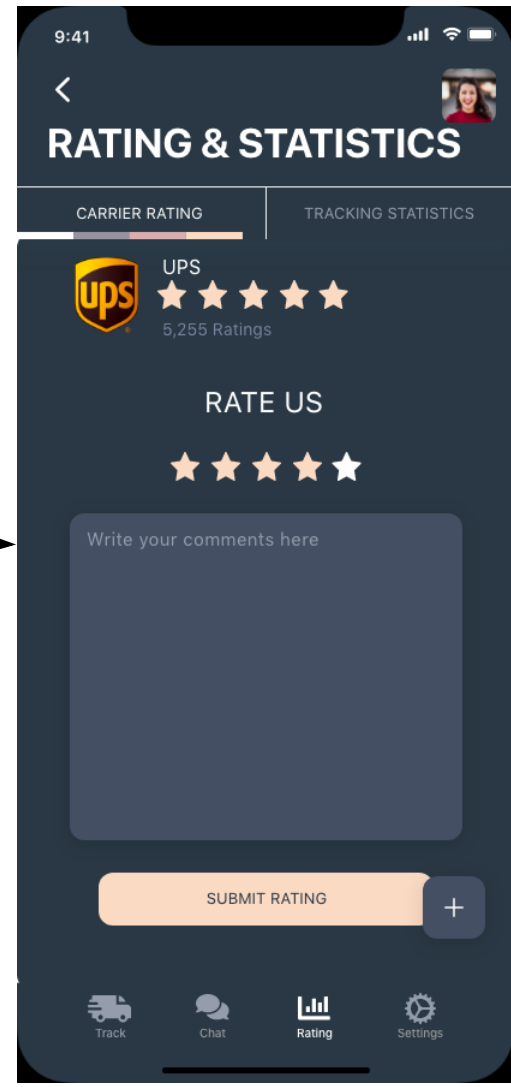 9:41
RATING & STATISTICS
CARRIER RATING
TRACKING STATISTICS
ups
UPS
5,255 Ratings
RATE US
Write your comments here
SUBMIT RATING
+
Track
Chat
Rating
Settings